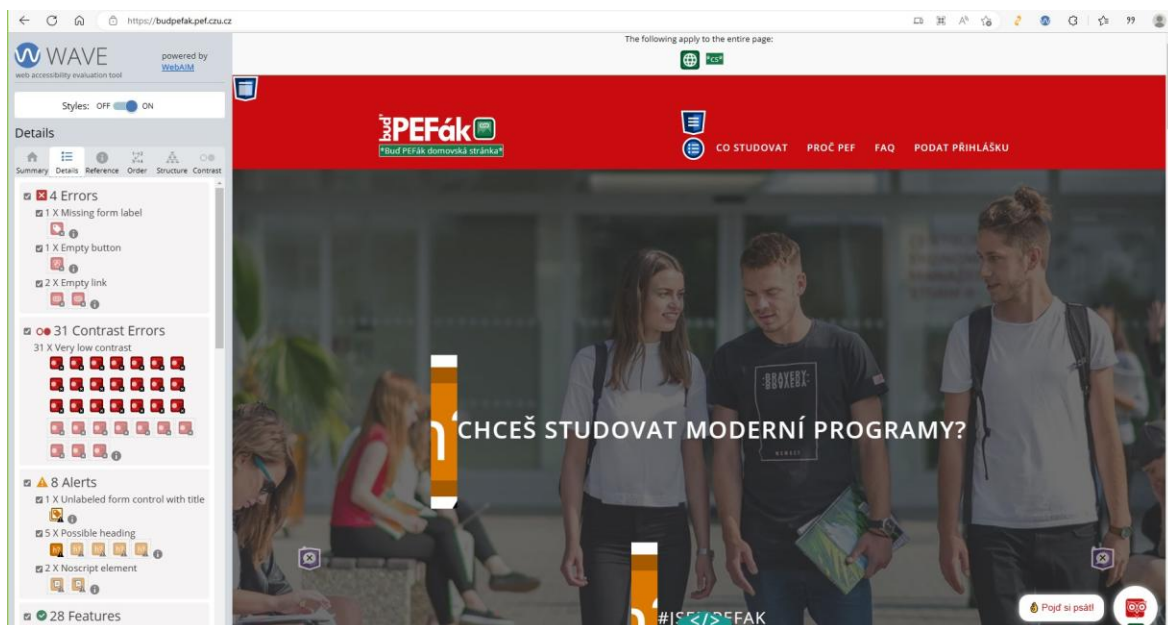 https://budpefak.pef.czu.cz
WAVE
web accessibility evaluation tool
powered by
WebAIM
Styles: OFF ON
Details
Summary Details Reference Order Structure Contrast
4 Errors
1 X Missing form label
1 X Empty button
2 X Empty link
31 Contrast Errors
31 X Very low contrast
8 Alerts
1 X Unlabeled form control with title
5 X Possible heading
2 X Noscript element
28 Features
The following apply to the entire page:
*cs*
buď PEFák
*Buď PEFák domovská stránka*
CO STUDOVAT PROČ PEF FAQ PODAT PŘIHLÁŠKU
BRAVERY
CHCEŠ STUDOVAT MODERNÍ PROGRAMY?
</>
Pojď si psát!